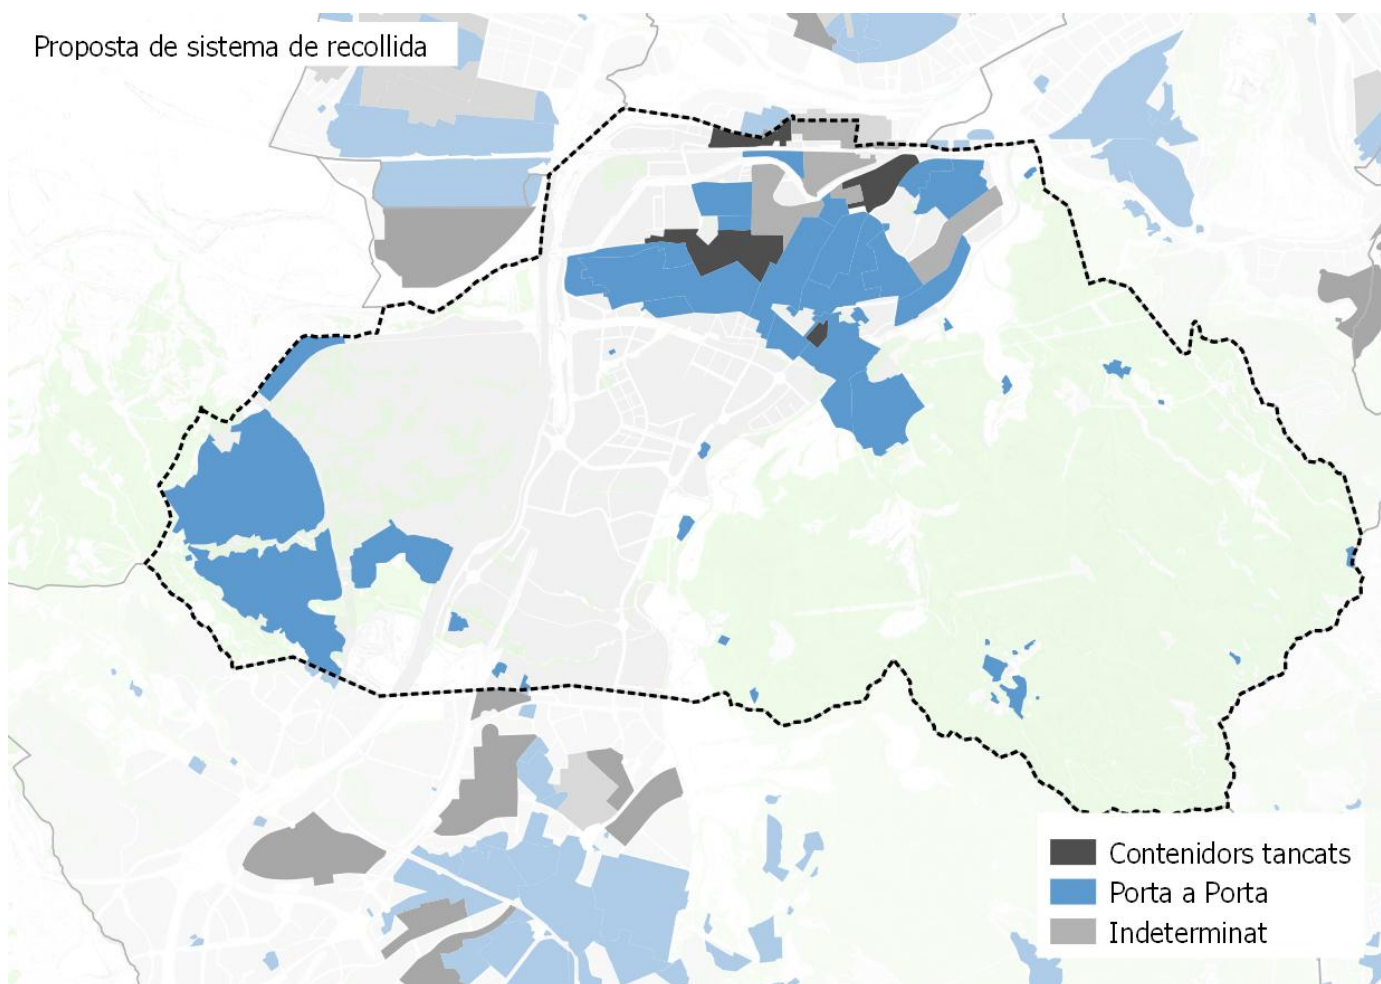 Proposta de sistema de recollida
Contenidors tancats
Porta a Porta
Indeterminat